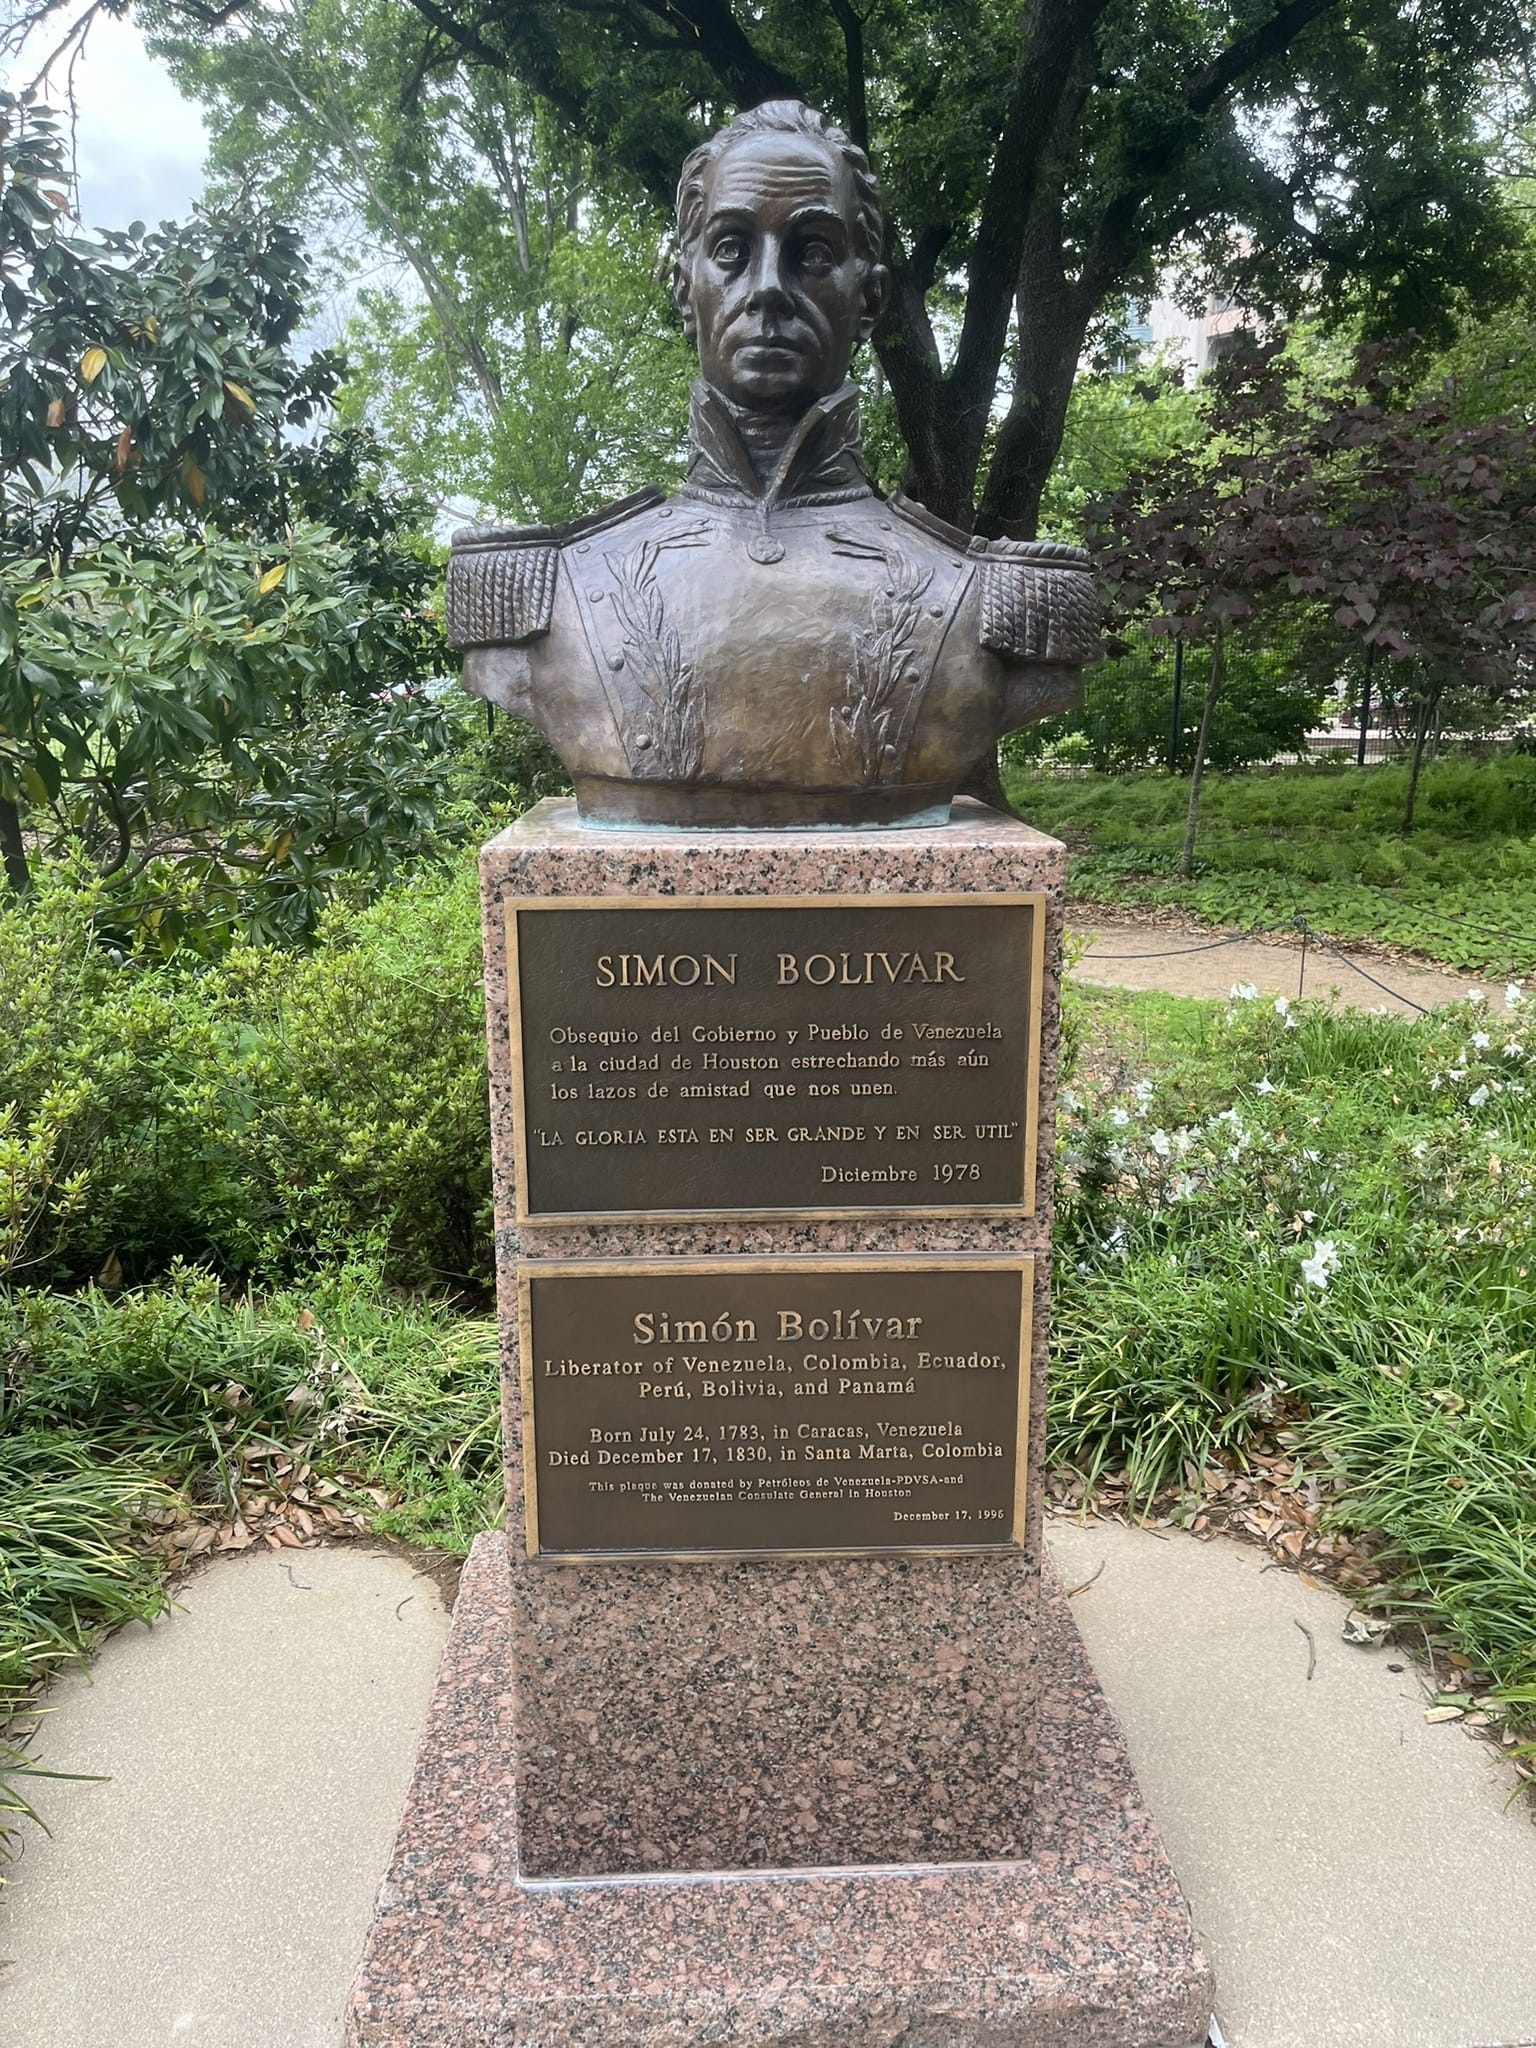 SIMON BOLIVAR
Obsequio del Gobierno y Pueblo de Venezuela
a la ciudad de Houston estrechando más aún
los lazos de amistad que nos unen.
"LA GLORIA ESTA EN SER GRANDE Y EN SER UTIL"
Diciembre 1978
Simón Bolívar
Liberator of Venezuela, Colombia, Ecuador,
Perú, Bolivia, and Panamá
Born July 24, 1783, in Caracas, Venezuela
Died December 17, 1830, in Santa Marta, Colombia
This plaque was donated by Petróleos de Venezuela-PDVSA-and
The Venezuelan Consulate General in Houston
December 17, 1996